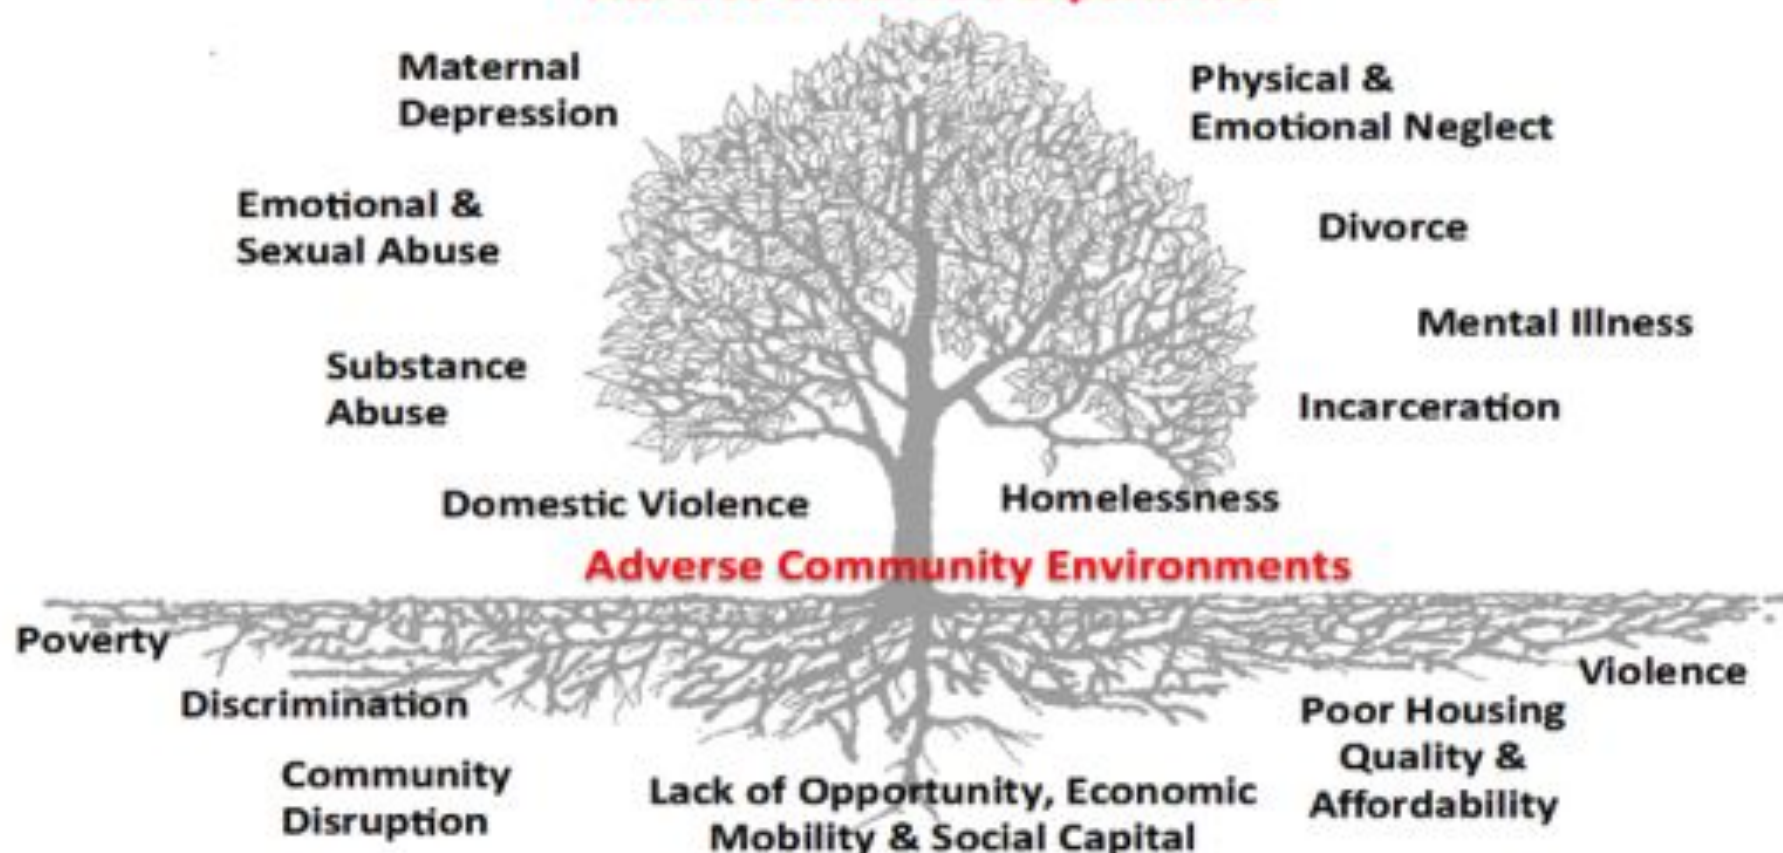 Maternal
Depression
Physical &
Emotional Neglect
Emotional &
Sexual Abuse
Divorce
Mental Illness
Substance
Abuse
Incarceration
Domestic Violence
Homelessness
Adverse Community Environments
Poverty
Violence
Discrimination
Poor Housing
Quality &
Affordability
Community
Disruption
Lack of Opportunity, Economic
Mobility & Social Capital